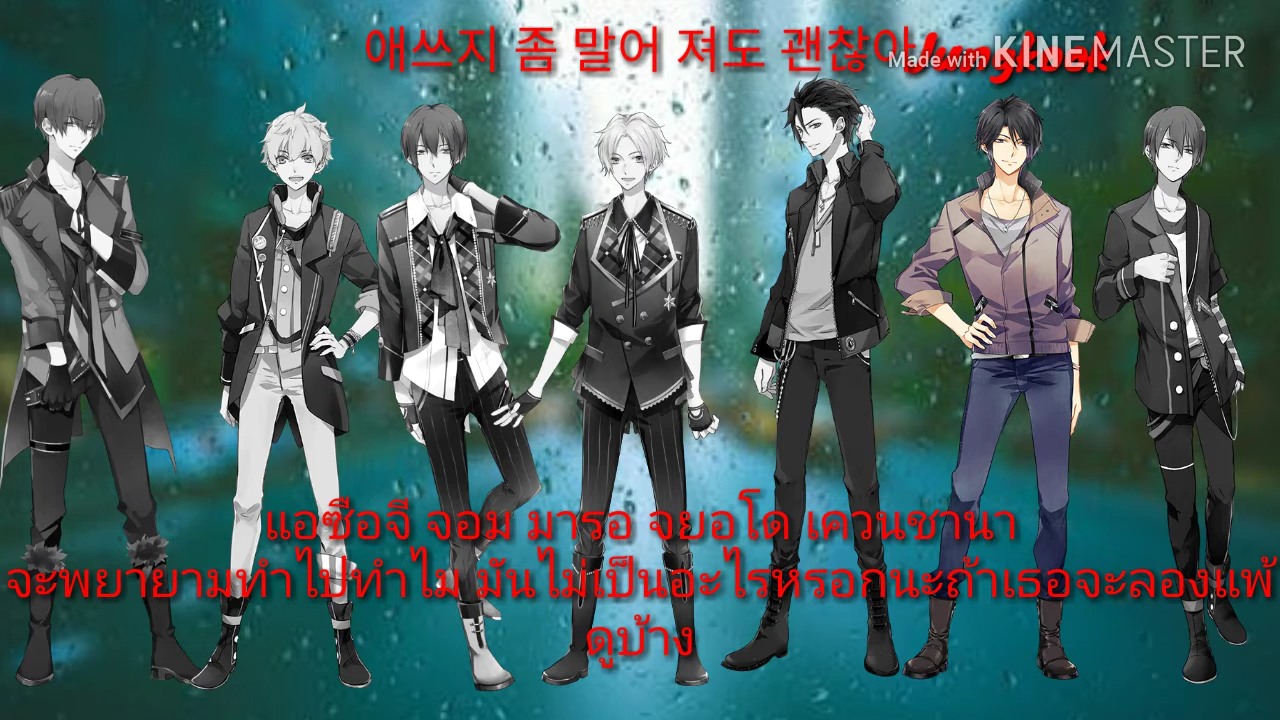 애쓰지 좀 말어 져도 괜찮아 Jungkook
Made with KINEMASTER
แอซือจี จอม มารอ จยอโด เควนชานา
จะพยายามทำไปทำไม มันไม่เป็นอะไรหรอกนะถ้าเธอจะลองแพ้
ดูบ้าง